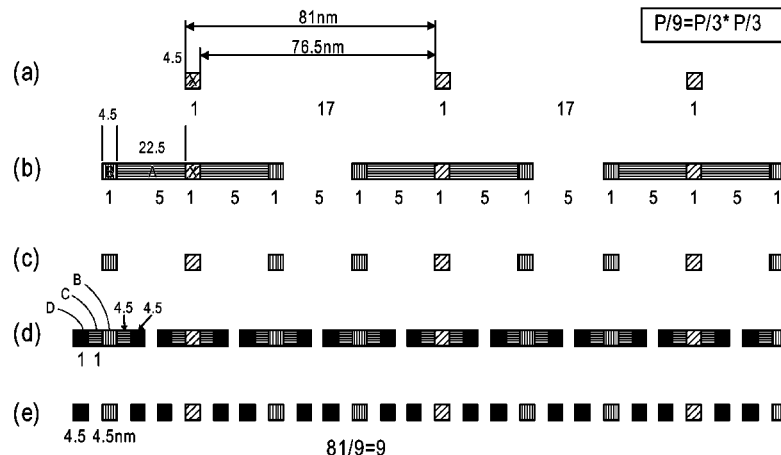 81nm
P/9=P/3* P/3
76.5nm
4.5
(a)
X
1 17 1 17 1
4.5
22.5
(b)
B A X
1 5 1 5 1 5 1 5 1 5 1 5 1 5 1 5 1
(c)
B
C
D
4.5 4.5
(d)
1 1
(e)
4.5 4.5nm
81/9=9